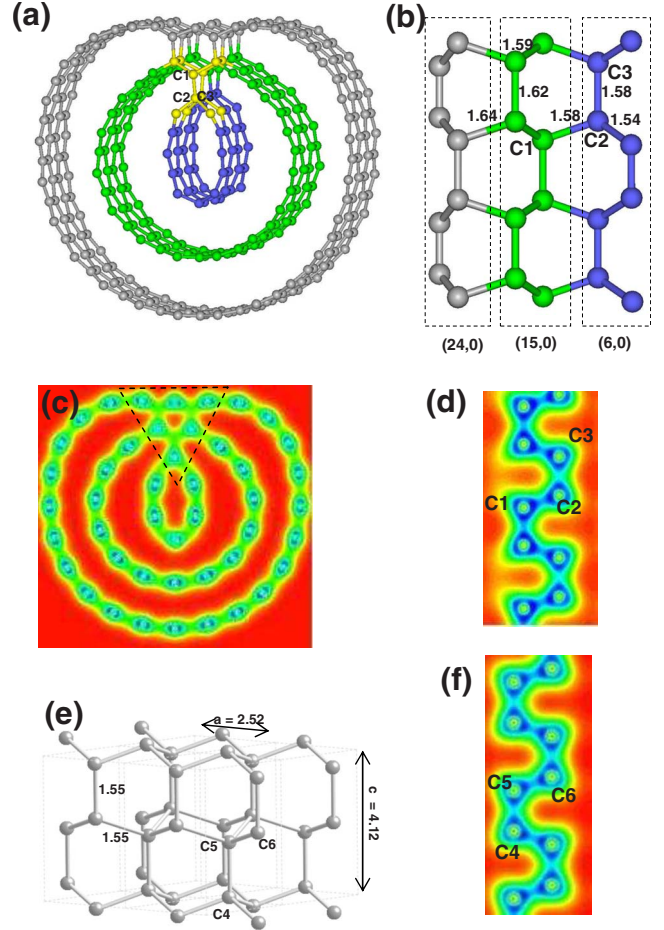 (a)
C1
C2 C3
(b)
1.59
C3
1.62
1.58
1.64
1.58
1.54
C1
C2
(24,0)
(15,0)
(6,0)
(c)
(d)
C3
C1
C2
(e)
a = 2.52
1.55
c = 4.12
1.55
C5
C6
C4
(f)
C5
C6
C4